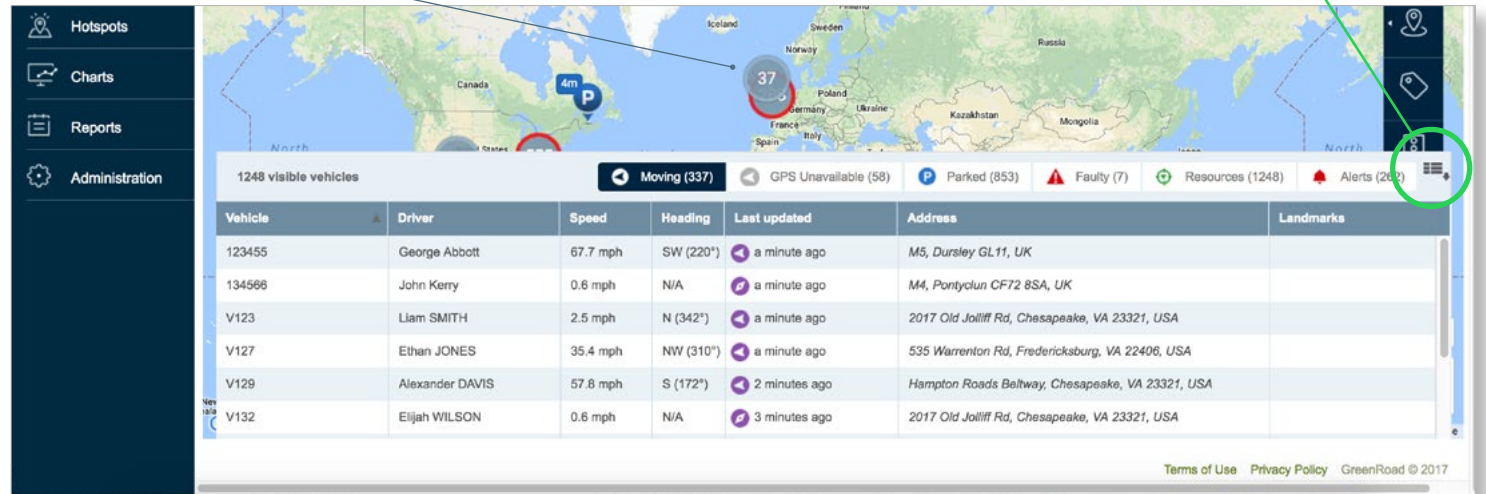 Hotspots
Charts
Reports
Administration
Iceland
Sweden
Norway
Russia
Canada
4m
P
37
Poland
Germany
Ukraine
France
Kazakhstan
Mongolia
Italy
Spain
North
States
North
1248 visible vehicles
Moving (337)
GPS Unavailable (58)
P Parked (853)
Faulty (7)
Resources (1248)
Alerts (262)
Vehicle Driver Speed Heading Last updated Address Landmarks
123455 George Abbott 67.7 mph SW (220°) a minute ago M5, Dursley GL11, UK
134566 John Kerry 0.6 mph N/A a minute ago M4, Pontyclun CF72 8SA, UK
V123 Liam SMITH 2.5 mph N (342°) a minute ago 2017 Old Jolliff Rd, Chesapeake, VA 23321, USA
V127 Ethan JONES 35.4 mph NW (310°) a minute ago 535 Warrenton Rd, Fredericksburg, VA 22406, USA
V129 Alexander DAVIS 57.8 mph S (172°) 2 minutes ago Hampton Roads Beltway, Chesapeake, VA 23321, USA
V132 Elijah WILSON 0.6 mph N/A 3 minutes ago 2017 Old Jolliff Rd, Chesapeake, VA 23321, USA
Terms of Use Privacy Policy GreenRoad © 2017